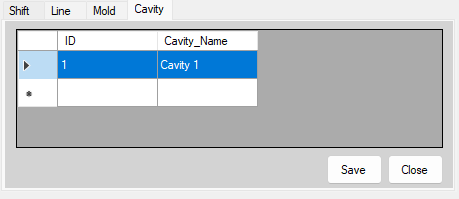 Shift Line Mold Cavity
ID Cavity_Name
1 Cavity 1
*
Save Close